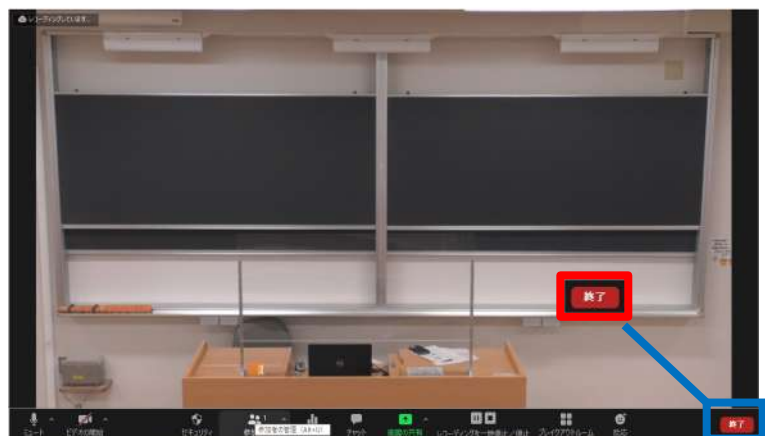 レコーディングしています...
終了
ミュート
ビデオの開始
セキュリティ
1
参加者の管理 (Alt+U)
チャット
画面の共有
レコーディングを一時停止/停止
ブレイクアウトルーム
反応
終了